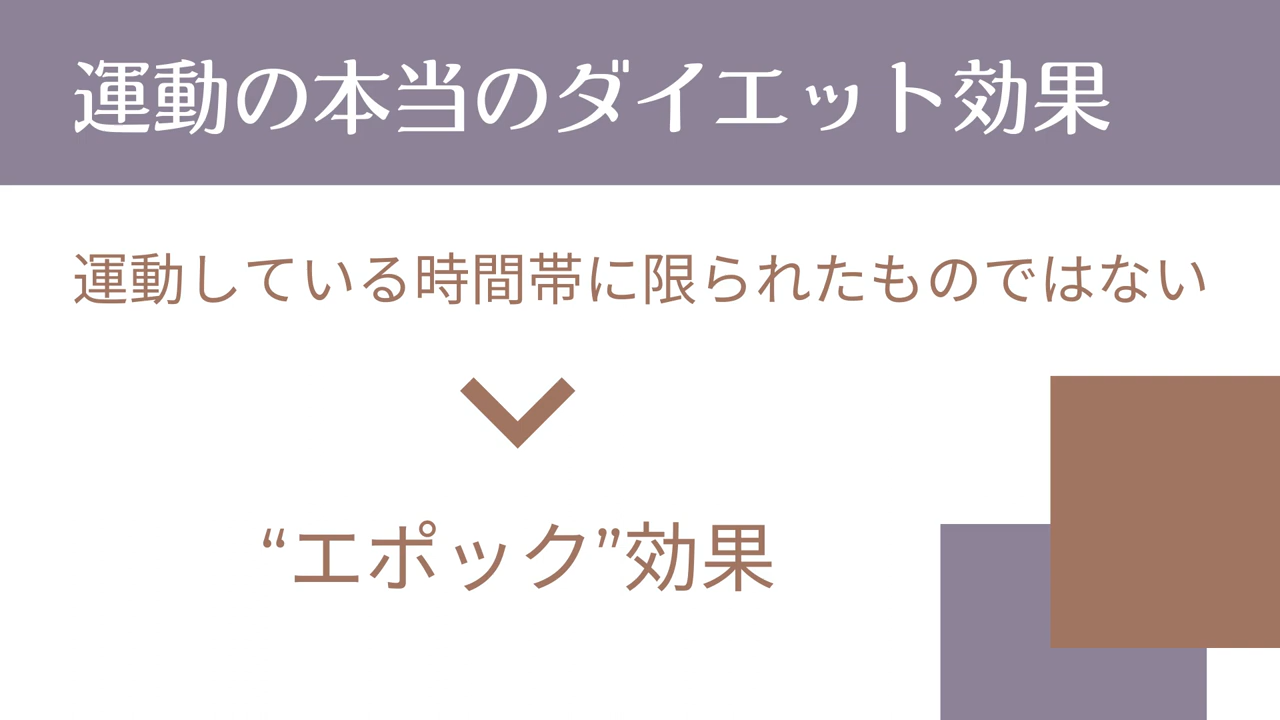 運動の本当のダイエット効果
運動している時間帯に限られたものではない
“エポック”効果